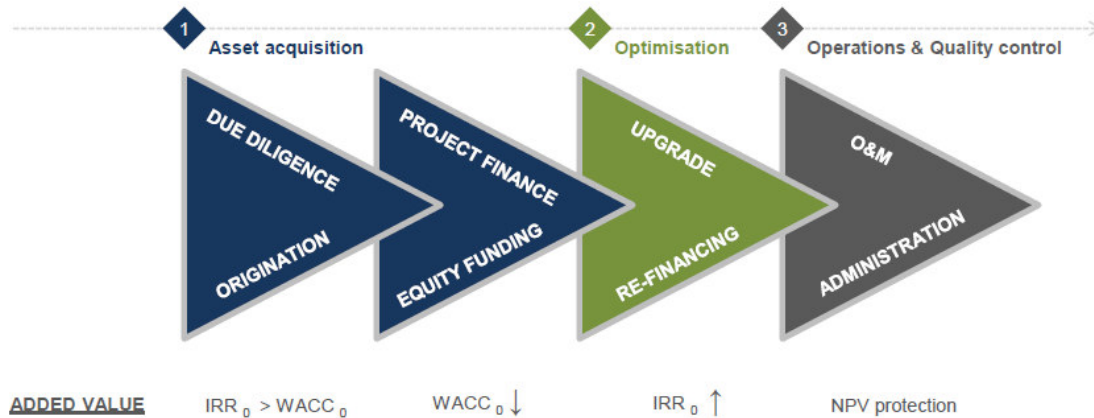 1
Asset acquisition
2
Optimisation
3
Operations & Quality control
DUE DILIGENCE
ORIGINATION
PROJECT FINANCE
EQUITY FUNDING
UPGRADE
RE-FINANCING
O&M
ADMINISTRATION
ADDED VALUE
IRR 0 > WACC 0
WACC 0 ↓
IRR 0 ↑
NPV protection